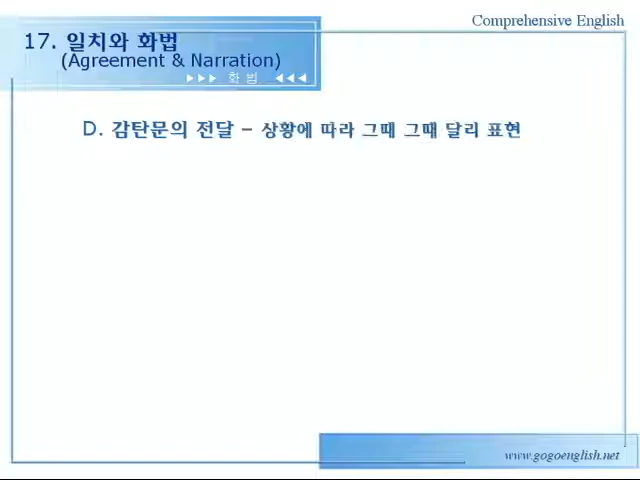 Comprehensive English
17. 일치와 화법
(Agreement & Narration)
▶▶▶ 화 법 ◀◀◀
D. 감탄문의 전달 – 상황에 따라 그때 그때 달리 표현
www.gogoenglish.net